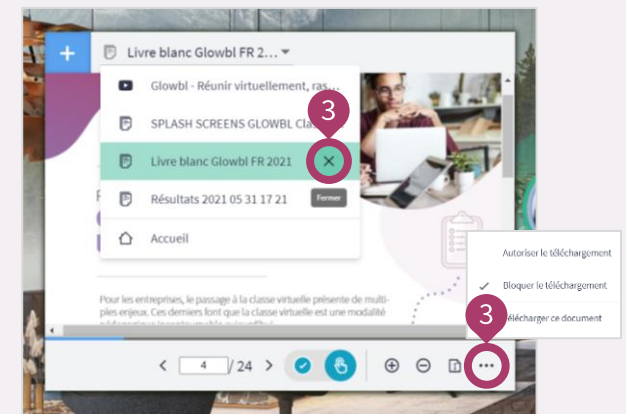 + Livre blanc Glowbl FR 2... ▾
Glowbl - Réunir virtuellement, ras...
3
SPLASH SCREENS GLOWBL Cla
Livre blanc Glowbl FR 2021 ×
Résultats 2021 05 31 17 21 Fermer
Accueil
Autoriser le téléchargement
✓ Bloquer le téléchargement
3 élécharger ce document
Pour les entreprises, le passage à la classe virtuelle présente de multi-
ples enjeux. Ces derniers font que la classe virtuelle est une modalité
< 4 / 24 > ...